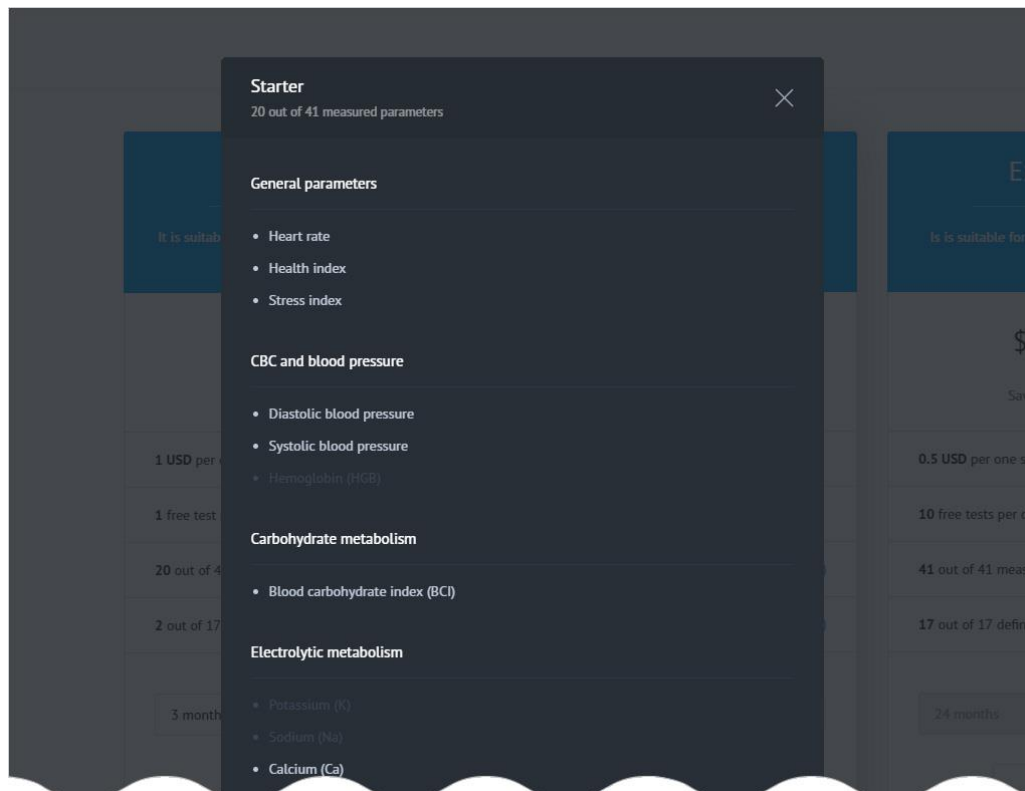 Starter
20 out of 41 measured parameters
E
It is suitab
Is is suitable for
General parameters
• Heart rate
• Health index
• Stress index
$
Sav
CBC and blood pressure
• Diastolic blood pressure
• Systolic blood pressure
• Hemoglobin (HGB)
1 USD per
0.5 USD per one s
1 free test
10 free tests per
Carbohydrate metabolism
20 out of 4
41 out of 41 meas
• Blood carbohydrate index (BCI)
2 out of 17
17 out of 17 defin
Electrolytic metabolism
• Potassium (K)
3 month
24 months
• Sodium (Na)
• Calcium (Ca)